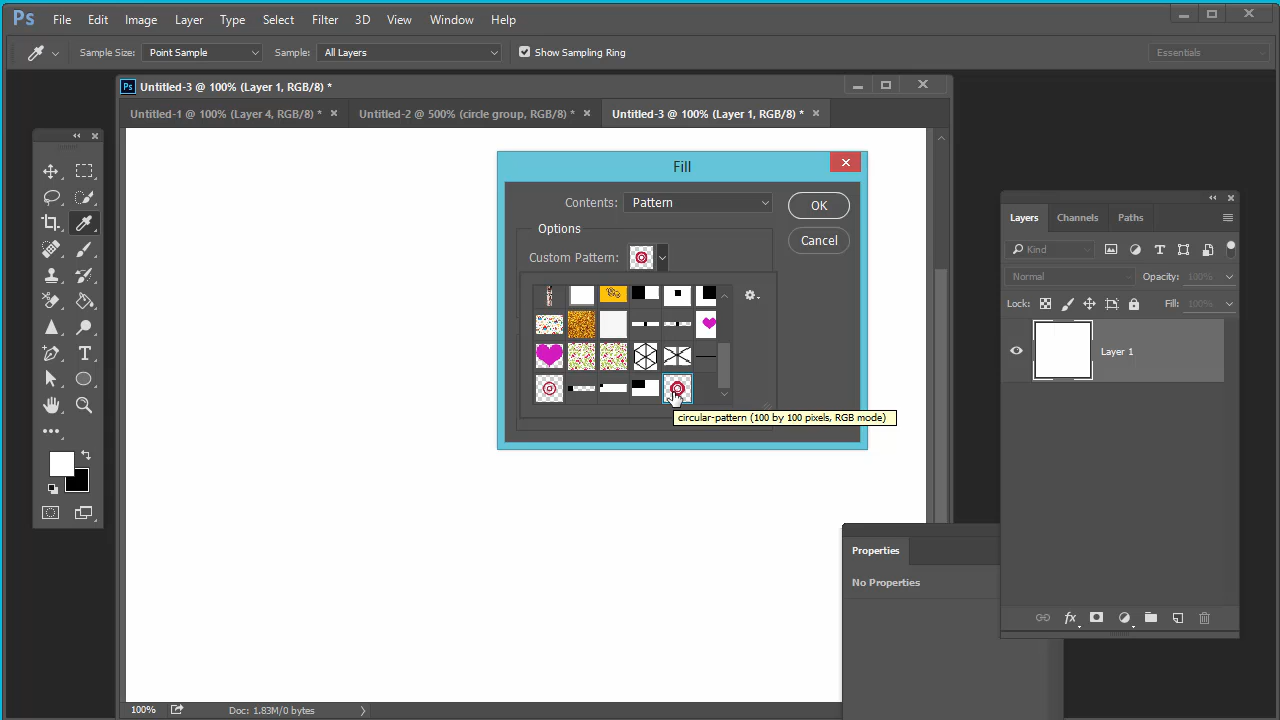 Ps File Edit Image Layer Type Select Filter 3D View Window Help
Sample Size: Point Sample Sample: All Layers Show Sampling Ring Essentials
Ps Untitled-3 @ 100% (Layer 1, RGB/8) *
Untitled-1 @ 100% (Layer 4, RGB/8) * Untitled-2 @ 500% (circle group, RGB/8) * Untitled-3 @ 100% (Layer 1, RGB/8) *
Fill
Contents: Pattern OK
Options
Cancel
Custom Pattern:
circular-pattern (100 by 100 pixels, RGB mode)
Layers Channels Paths
Kind
Normal Opacity: 100%
Lock: Fill: 100%
Layer 1
Properties
No Properties
100% Doc: 1.83M/0 bytes